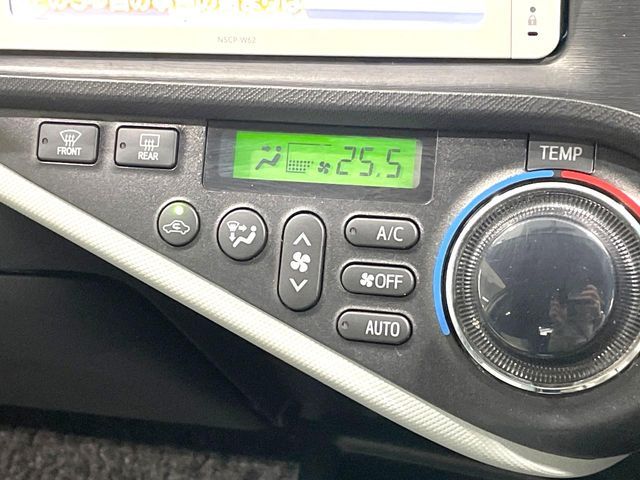 NSCP-W62
FRONT
REAR
25.5
TEMP
A/C
OFF
AUTO